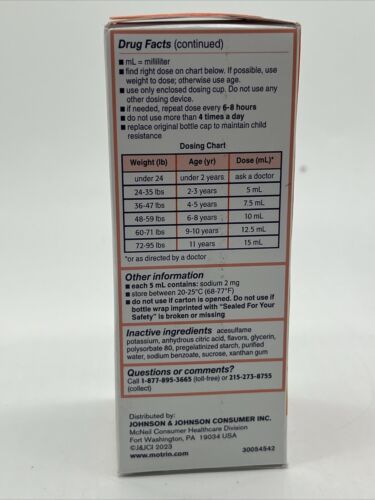 Drug Facts (continued)
■ mL = milliliter
■ find right dose on chart below. If possible, use
weight to dose; otherwise use age.
■ use only enclosed dosing cup. Do not use any
other dosing device.
■ if needed, repeat dose every 6-8 hours
■ do not use more than 4 times a day
■ replace original bottle cap to maintain child
resistance
Dosing Chart
Weight (lb) Age (yr) Dose (mL)*
under 24 under 2 years ask a doctor
24-35 lbs 2-3 years 5 mL
36-47 lbs 4-5 years 7.5 mL
48-59 lbs 6-8 years 10 mL
60-71 lbs 9-10 years 12.5 mL
72-95 lbs 11 years 15 mL
*or as directed by a doctor
Other information
■ each 5 mL contains: sodium 2 mg
■ store between 20-25°C (68-77°F)
■ do not use if carton is opened. Do not use if
bottle wrap imprinted with "Sealed For Your
Safety" is broken or missing
Inactive ingredients acesulfame
potassium, anhydrous citric acid, flavors, glycerin,
polysorbate 80, pregelatinized starch, purified
water, sodium benzoate, sucrose, xanthan gum
Questions or comments?
Call 1-877-895-3665 (toll-free) or 215-273-8755
(collect)
Distributed by:
JOHNSON & JOHNSON CONSUMER INC.
McNeil Consumer Healthcare Division
Fort Washington, PA 19034 USA
©J&JCI 2023
www.motrin.com 30054542